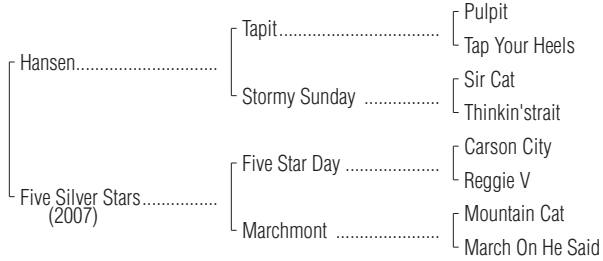 Pulpit
Tapit
Tap Your Heels
Hansen
Sir Cat
Stormy Sunday
Thinkin'strait
Carson City
Five Star Day
Reggie V
Five Silver Stars
(2007)
Mountain Cat
Marchmont
March On He Said